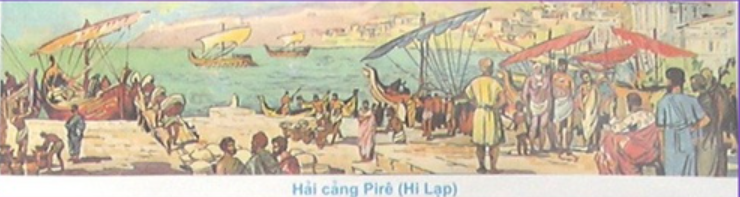 Hải cảng Pirê (Hi Lạp)